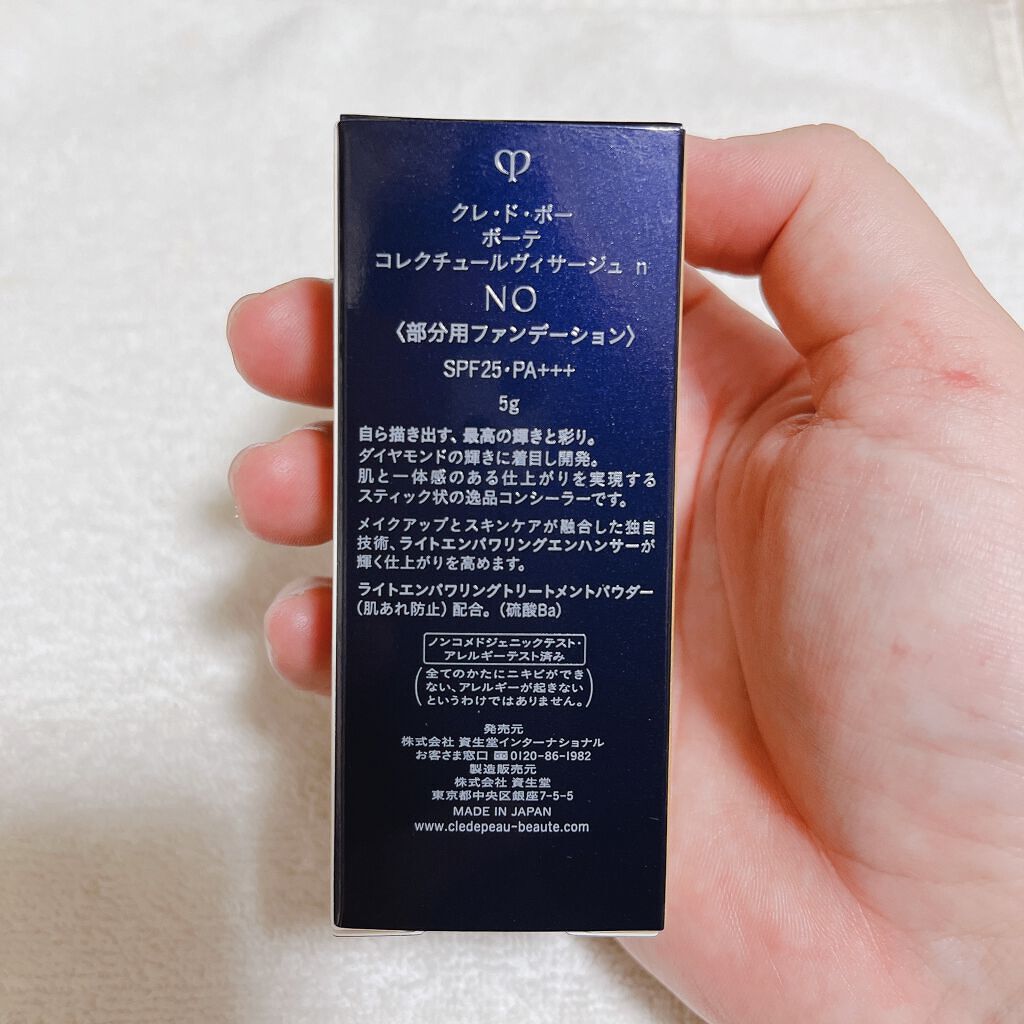 クレ・ド・ポー
ボーテ
コレクチュールヴィサージュ n
NO
〈部分用ファンデーション〉
SPF25・PA+++
5g
自ら描き出す、最高の輝きと彩り。
ダイヤモンドの輝きに着目し開発。
肌と一体感のある仕上がりを実現する
スティック状の逸品コンシーラーです。
メイクアップとスキンケアが融合した独自
技術、ライトエンパワリングエンハンサーが
輝く仕上がりを高めます。
ライトエンパワリングトリートメントパウダー
(肌あれ防止)配合。(硫酸Ba)
ノンコメドジェニックテスト・
アレルギーテスト済み
(全てのかたにニキビができ
ない、アレルギーが起きない
というわけではありません。)
発売元
株式会社 資生堂インターナショナル
お客さま窓口 0120-86-1982
製造販売元
株式会社 資生堂
東京都中央区銀座7-5-5
MADE IN JAPAN
www.cledepeau-beaute.com